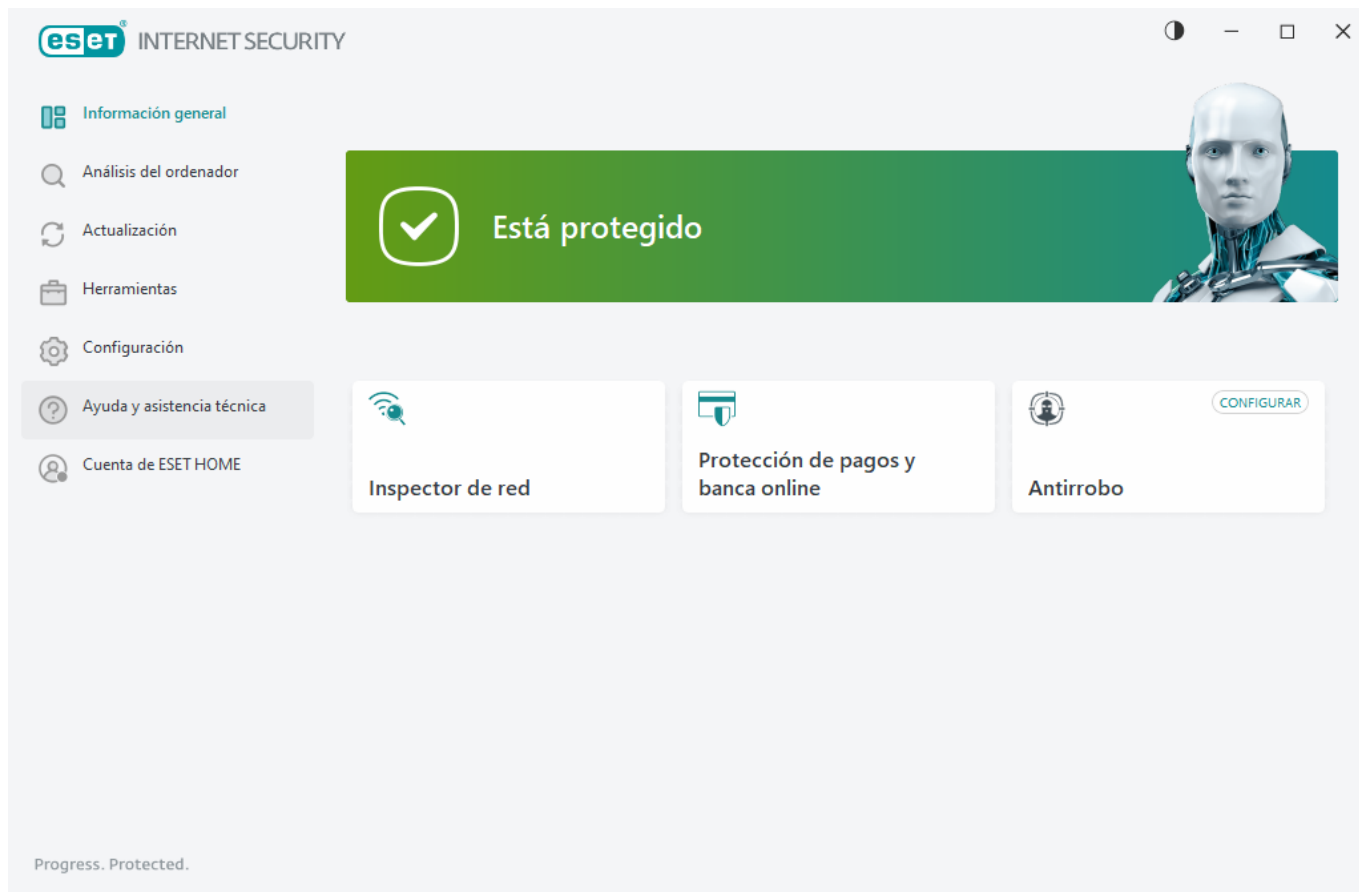 eset® INTERNET SECURITY
Información general
Análisis del ordenador
Actualización
Herramientas
Configuración
Ayuda y asistencia técnica
Cuenta de ESET HOME
Está protegido
Inspector de red
Protección de pagos y
banca online
CONFIGURAR
Antirrobo
Progress. Protected.